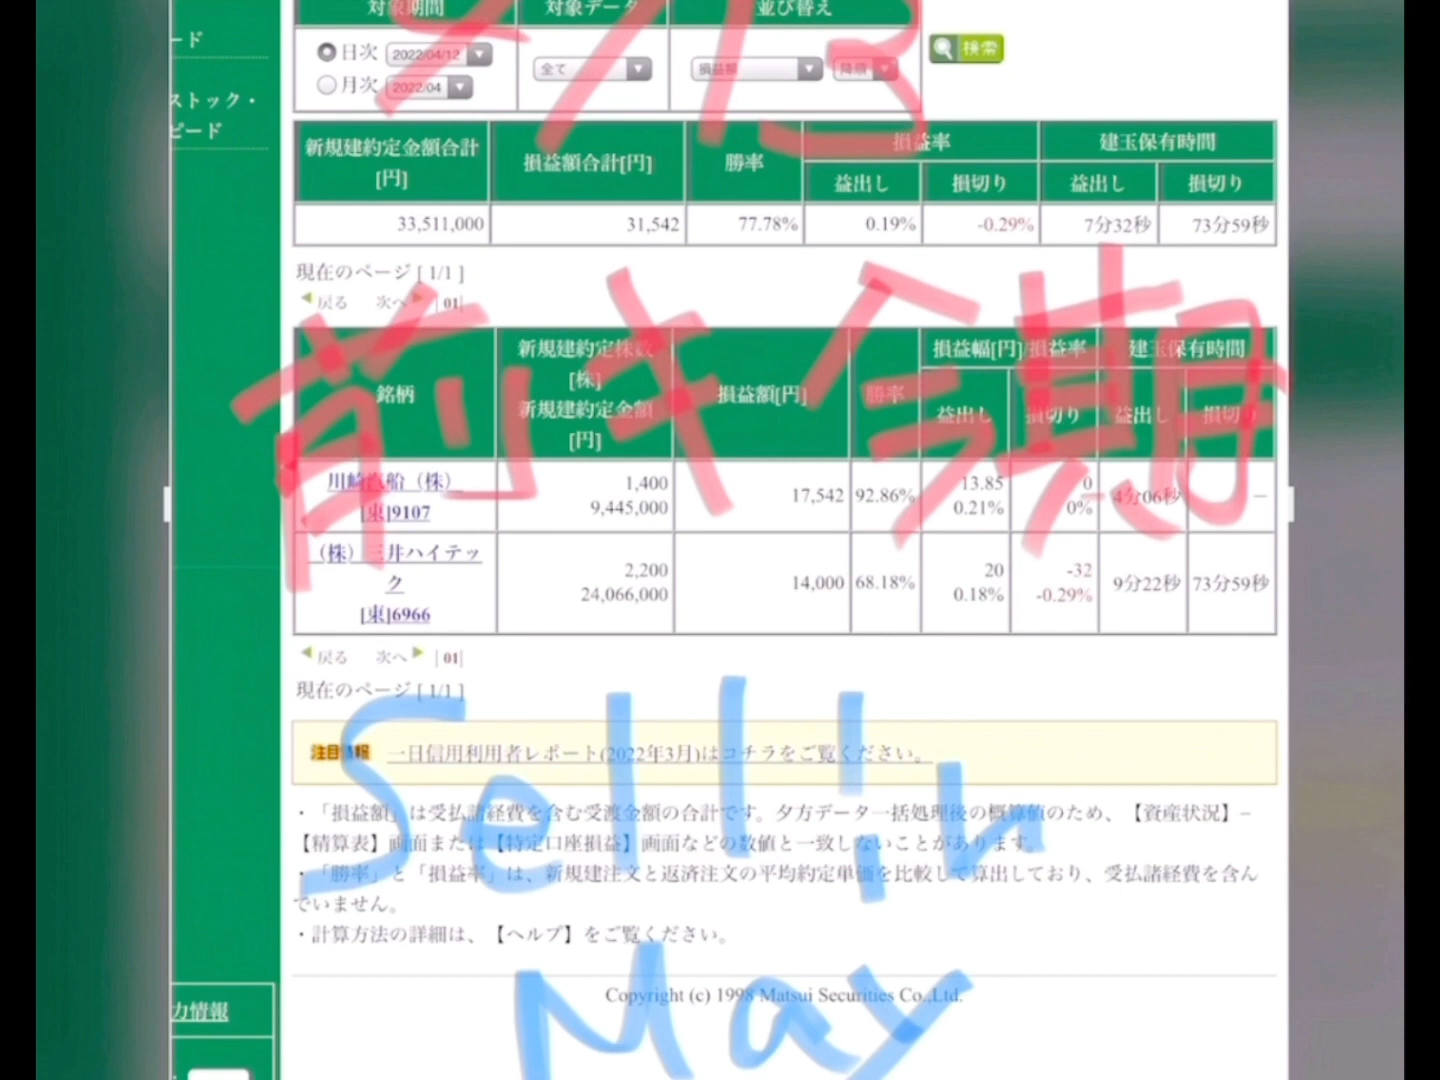 対象期間 対象データ 並び替え
日次 2022/04/12 全て 損益額 降順 検索
月次 2022/04
ード
ストック・
ピード
新規建約定金額合計[円] 損益額合計[円] 勝率 損益率 建玉保有時間
益出し 損切り 益出し 損切り
33,511,000 31,542 77.78% 0.19% -0.29% 7分32秒 73分59秒
現在のページ [ 1/1 ]
戻る 次へ |01|
銘柄 新規建約定株数[株] 新規建約定金額[円] 損益額[円] 勝率 損益幅[円]/損益率 建玉保有時間
益出し 損切り 益出し 損切り
川崎汽船（株） 1,400 17,542 92.86% 13.85 0 4分06秒 －
[東]9107 9,445,000 0.21% 0%
（株）三井ハイテック 2,200 14,000 68.18% 20 -32 9分22秒 73分59秒
[東]6966 24,066,000 0.18% -0.29%
前 今期
戻る 次へ |01|
現在のページ [ 1/1 ]
注目情報 一日信用利用者レポート(2022年3月)はコチラをご覧ください。
Sell in
May
・「損益額」は受払諸経費を含む受渡金額の合計です。夕方データ一括処理後の概算値のため、【資産状況】－
【精算表】画面または【特定口座損益】画面などの数値と一致しないことがあります。
・「勝率」と「損益率」は、新規建注文と返済注文の平均約定単価を比較して算出しており、受払諸経費を含ん
でいません。
・計算方法の詳細は、【ヘルプ】をご覧ください。
Copyright (c) 1998 Matsui Securities Co.,Ltd.
力情報